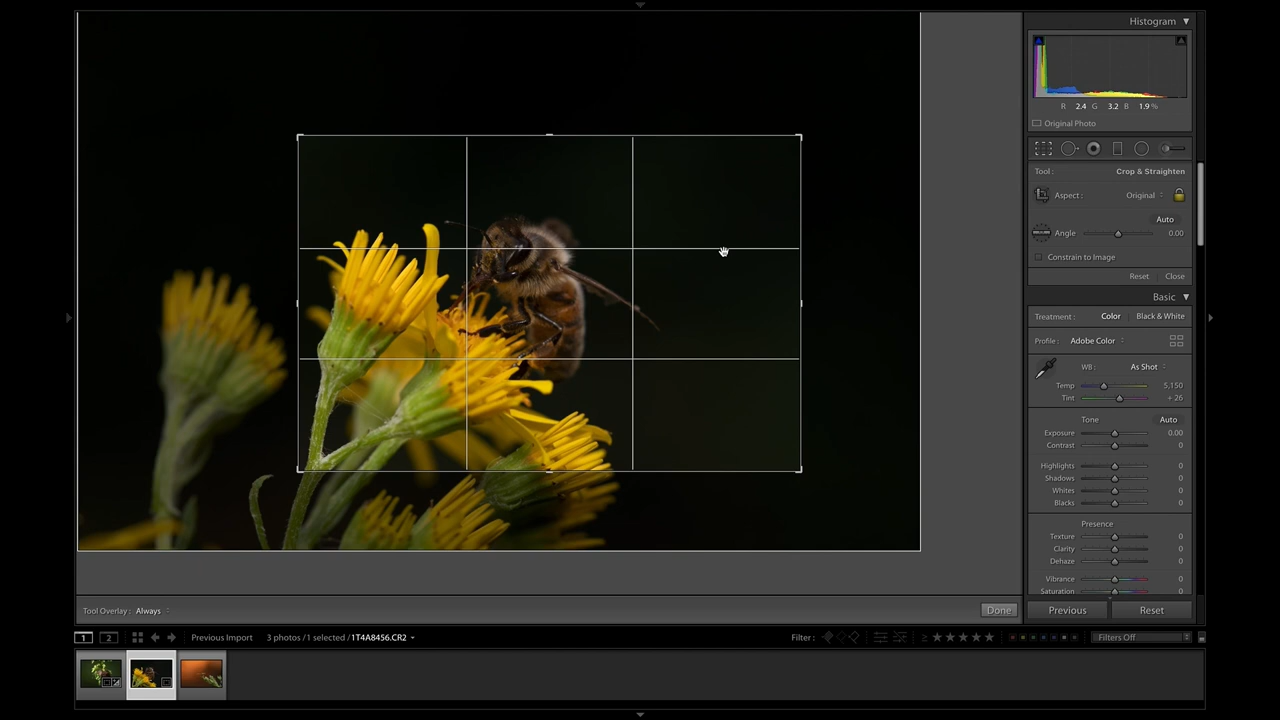 Histogram
R 2.4 G 3.2 B 1.9 %
Original Photo
Tool : Crop & Straighten
Aspect : Original
Auto
Angle 0.00
Constrain to Image
Reset Close
Basic
Treatment : Color Black & White
Profile : Adobe Color
WB : As Shot
Temp 5,150
Tint + 26
Tone Auto
Exposure 0.00
Contrast 0
Highlights 0
Shadows 0
Whites 0
Blacks 0
Presence
Texture 0
Clarity 0
Dehaze 0
Vibrance 0
Saturation 0
Tool Overlay : Always Done Previous Reset
1 2 Previous Import 3 photos / 1 selected / 1T4A8456.CR2 Filter : ≥ Filters Off